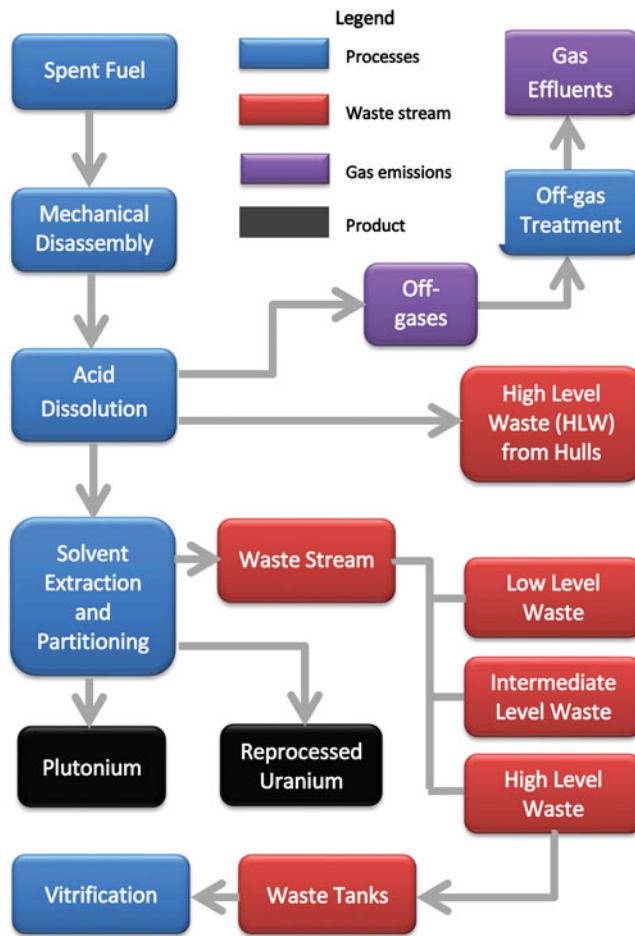 Legend
Processes
Waste stream
Gas emissions
Product
Spent Fuel
Mechanical
Disassembly
Acid
Dissolution
Off-
gases
Off-gas
Treatment
Gas
Effluents
High Level
Waste (HLW)
from Hulls
Solvent
Extraction
and
Partitioning
Waste Stream
Low Level
Waste
Intermediate
Level Waste
High Level
Waste
Plutonium
Reprocessed
Uranium
Vitrification
Waste Tanks